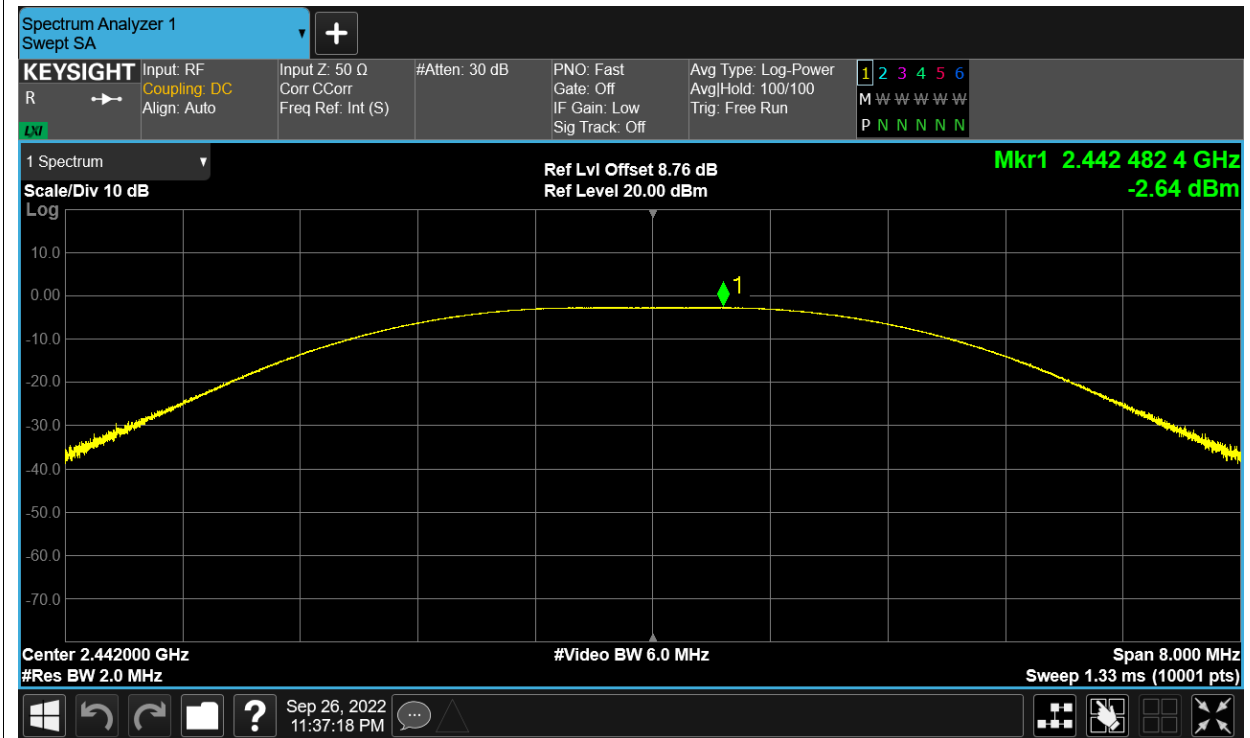 Spectrum Analyzer 1
Swept SA
+
KEYSIGHT
R
LXI
Input: RF
Coupling: DC
Align: Auto
Input Z: 50 Ω
Corr CCorr
Freq Ref: Int (S)
#Atten: 30 dB
PNO: Fast
Gate: Off
IF Gain: Low
Sig Track: Off
Avg Type: Log-Power
Avg|Hold: 100/100
Trig: Free Run
1 2 3 4 5 6
M W W W W W
P N N N N N
1 Spectrum
Scale/Div 10 dB
Log
Ref Lvl Offset 8.76 dB
Ref Level 20.00 dBm
Mkr1 2.442 482 4 GHz
-2.64 dBm
10.0
0.00
-10.0
-20.0
-30.0
-40.0
-50.0
-60.0
-70.0
1
Center 2.442000 GHz
#Res BW 2.0 MHz
#Video BW 6.0 MHz
Span 8.000 MHz
Sweep 1.33 ms (10001 pts)
?
Sep 26, 2022
11:37:18 PM